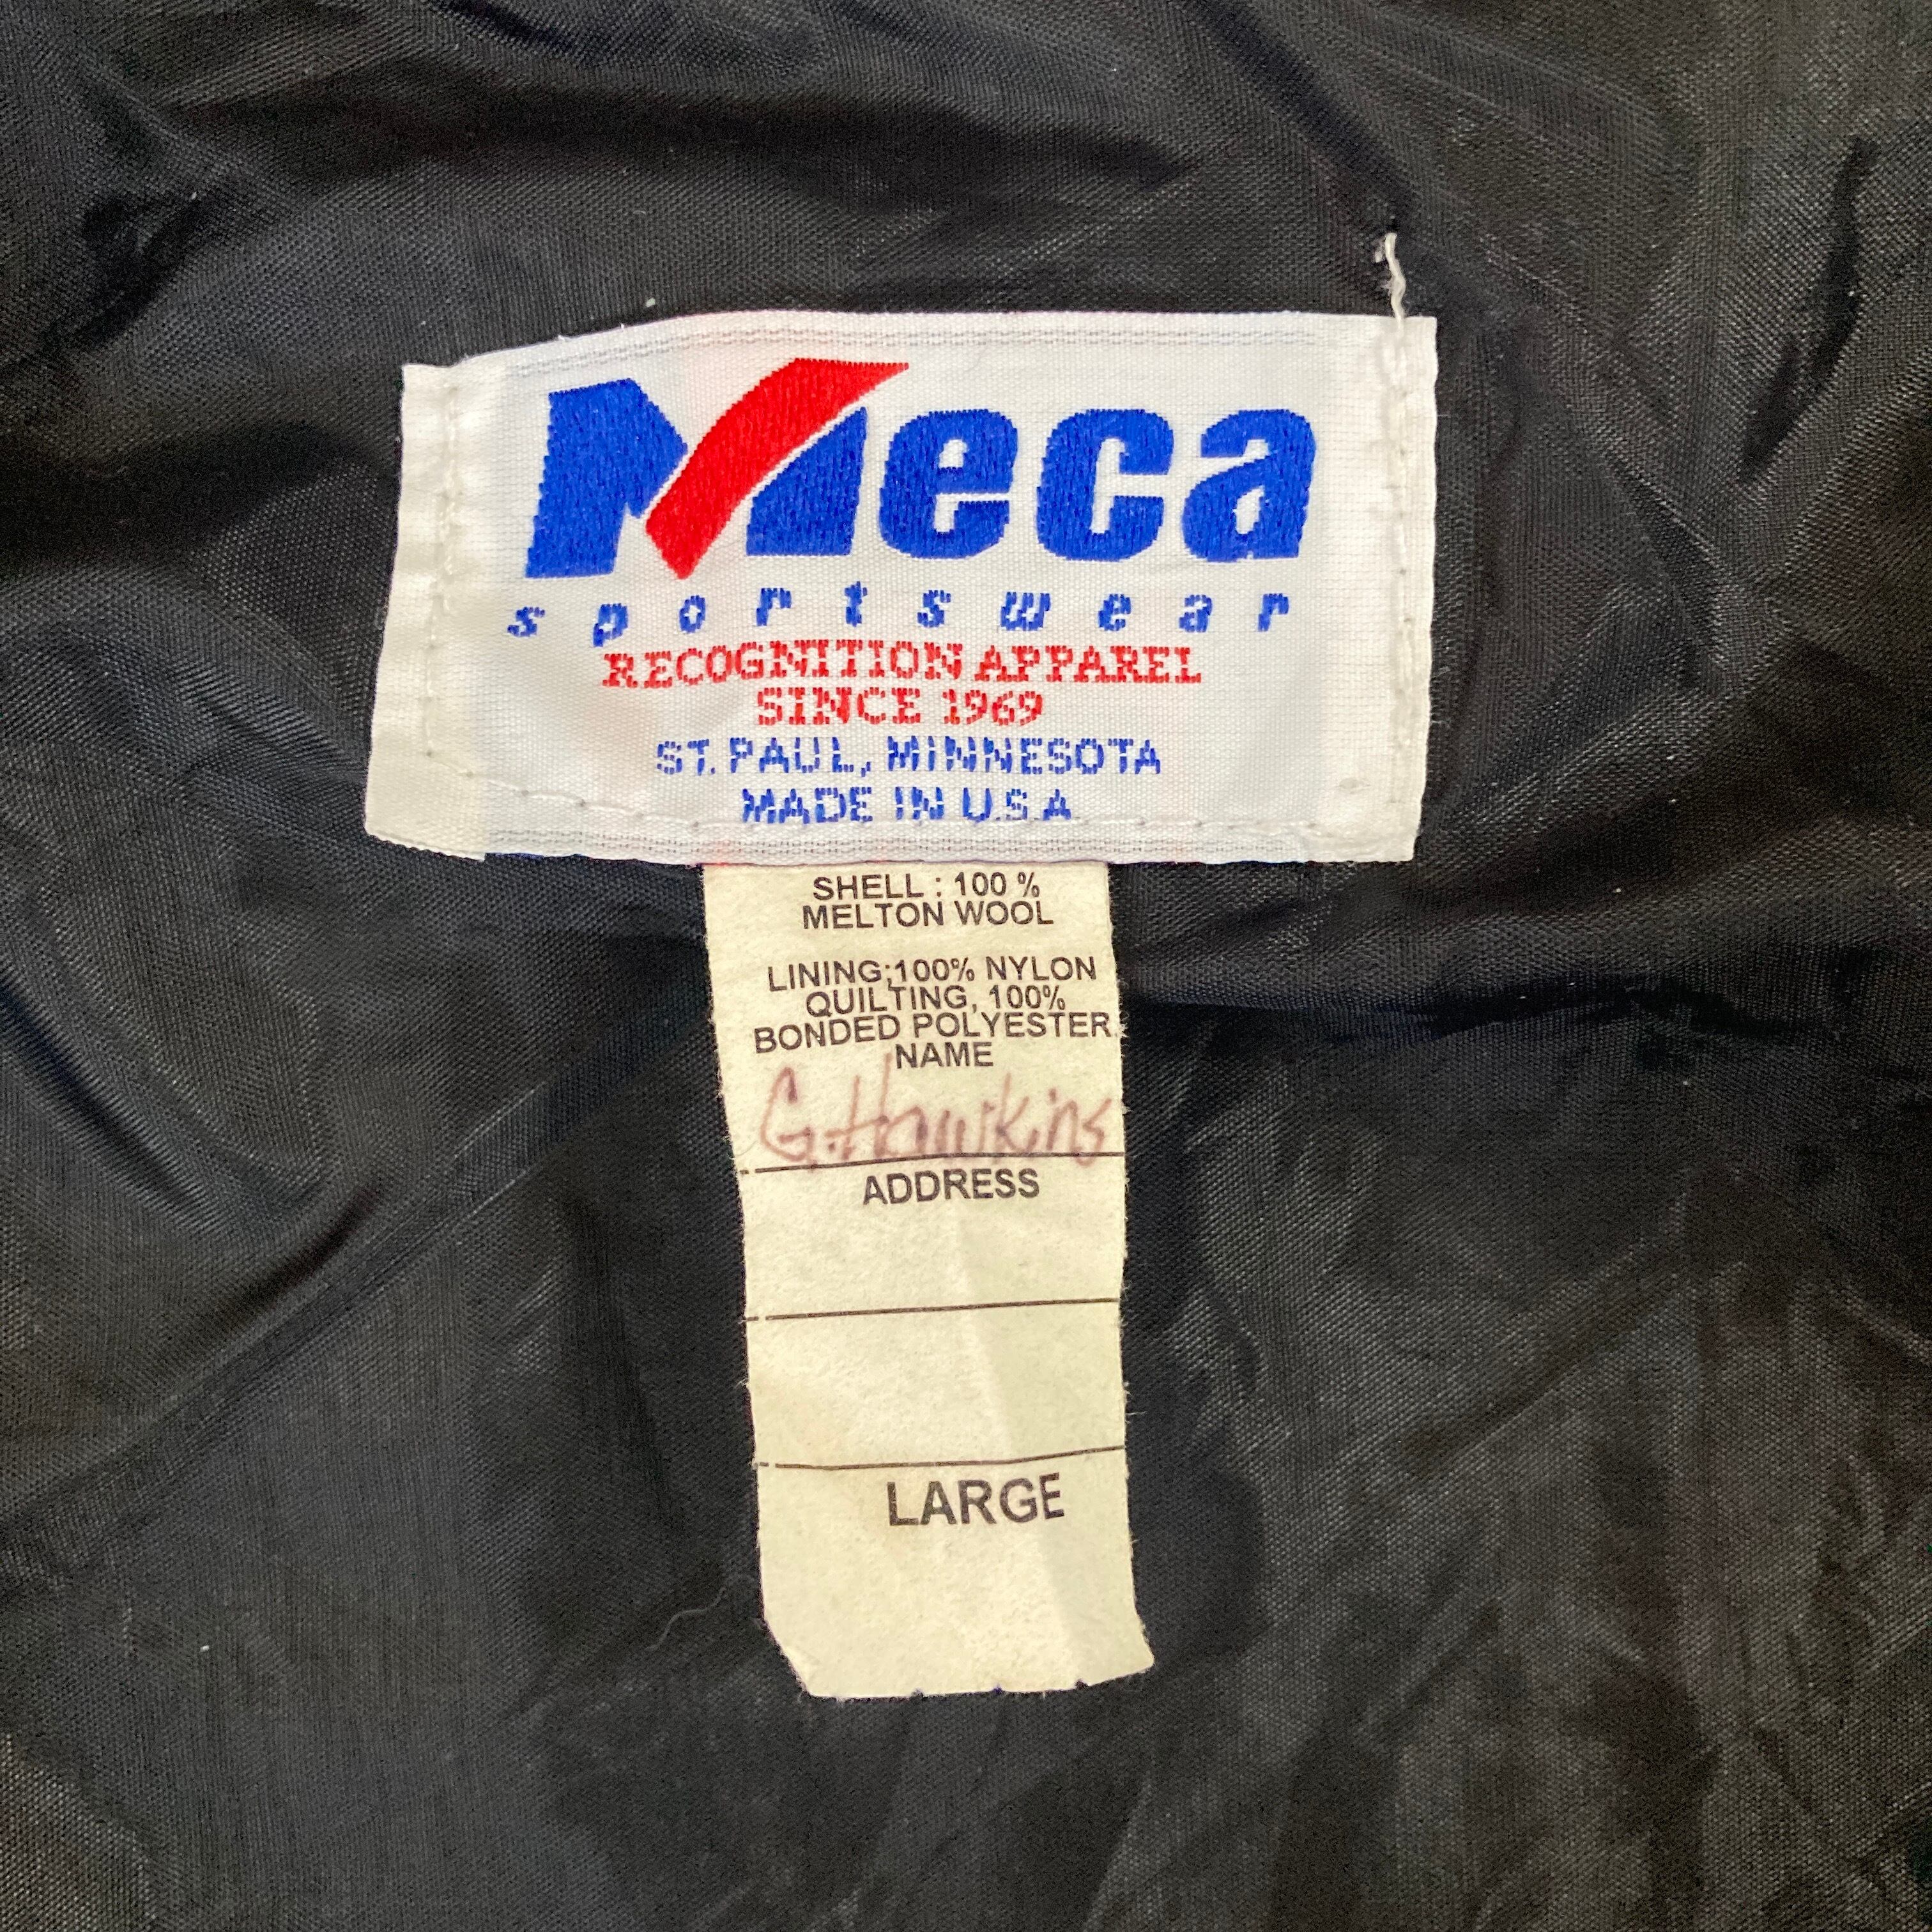 Meca
sportswear
RECOGNITION APPAREL
SINCE 1969
ST. PAUL, MINNESOTA
MADE IN U.S.A
SHELL : 100 %
MELTON WOOL
LINING;100% NYLON
QUILTING, 100%
BONDED POLYESTER
NAME
G. Hawkins
ADDRESS
LARGE